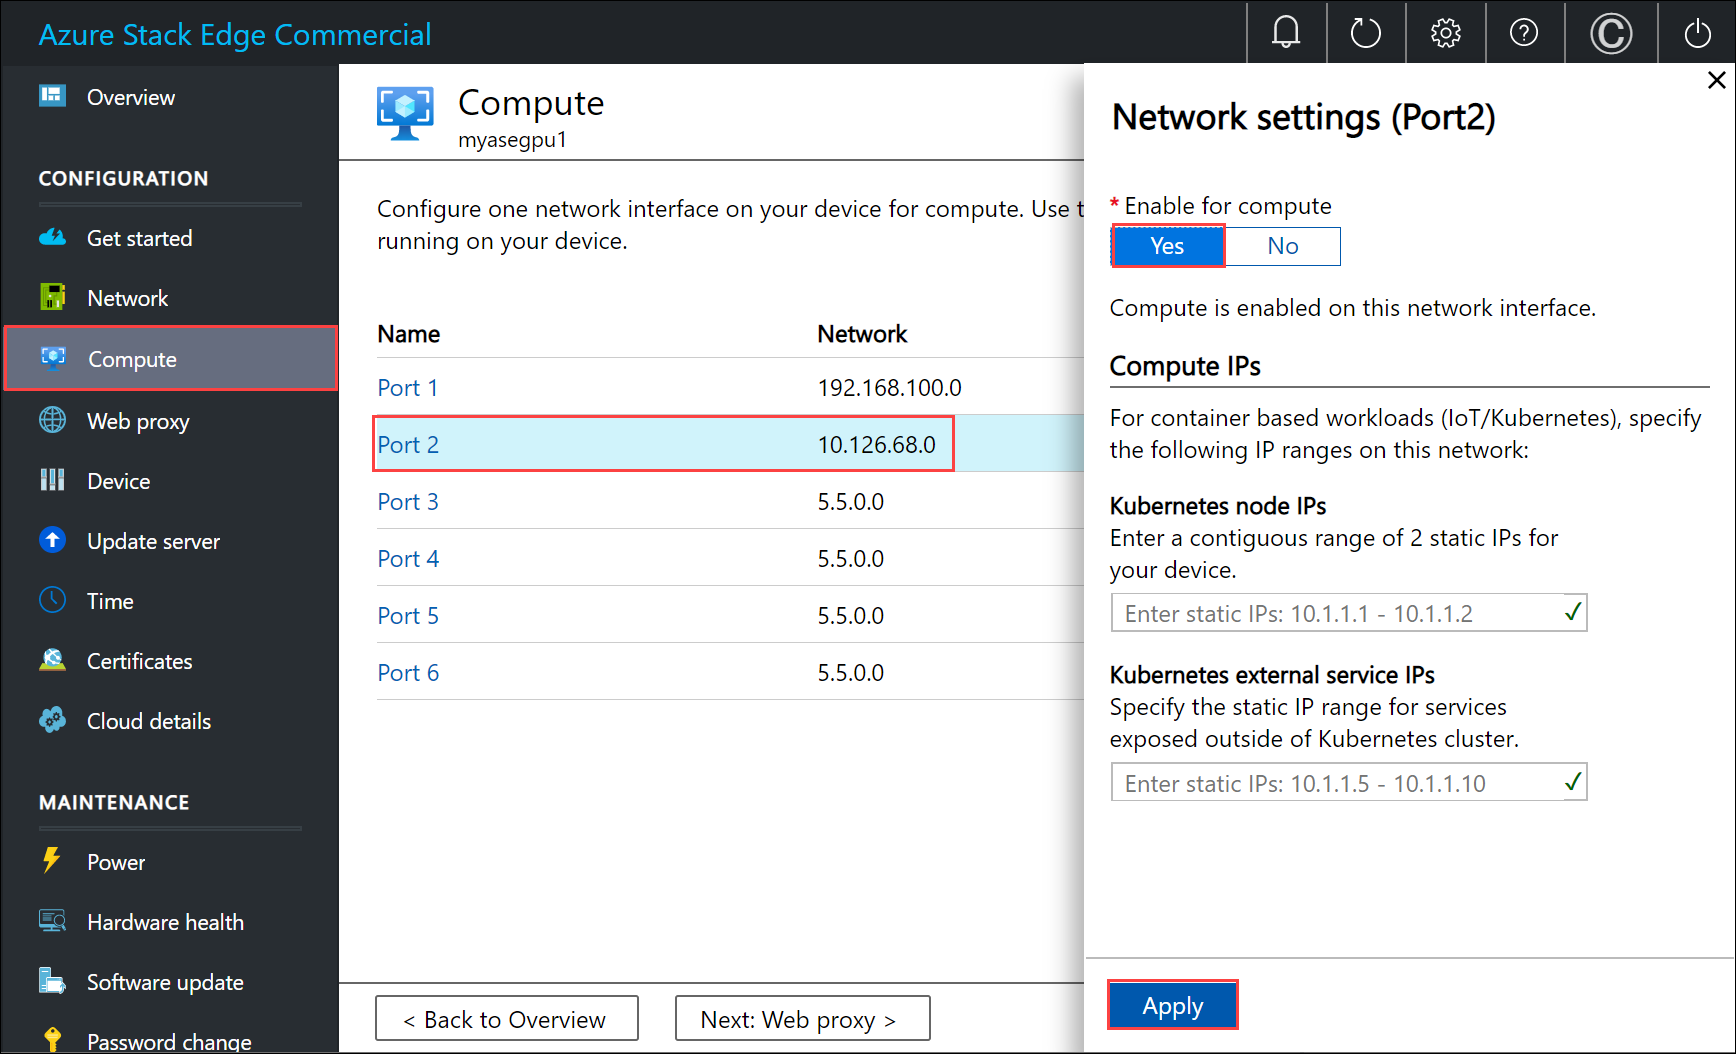 Azure Stack Edge Commercial
Overview
CONFIGURATION
Get started
Network
Compute
Web proxy
Device
Update server
Time
Certificates
Cloud details
MAINTENANCE
Power
Hardware health
Software update
Password change
Compute
myasegpu1
Configure one network interface on your device for compute. Use t
running on your device.
Name Network
Port 1 192.168.100.0
Port 2 10.126.68.0
Port 3 5.5.0.0
Port 4 5.5.0.0
Port 5 5.5.0.0
Port 6 5.5.0.0
< Back to Overview
Next: Web proxy >
Network settings (Port2)
* Enable for compute
Yes No
Compute is enabled on this network interface.
Compute IPs
For container based workloads (IoT/Kubernetes), specify
the following IP ranges on this network:
Kubernetes node IPs
Enter a contiguous range of 2 static IPs for
your device.
Enter static IPs: 10.1.1.1 - 10.1.1.2
Kubernetes external service IPs
Specify the static IP range for services
exposed outside of Kubernetes cluster.
Enter static IPs: 10.1.1.5 - 10.1.1.10
Apply